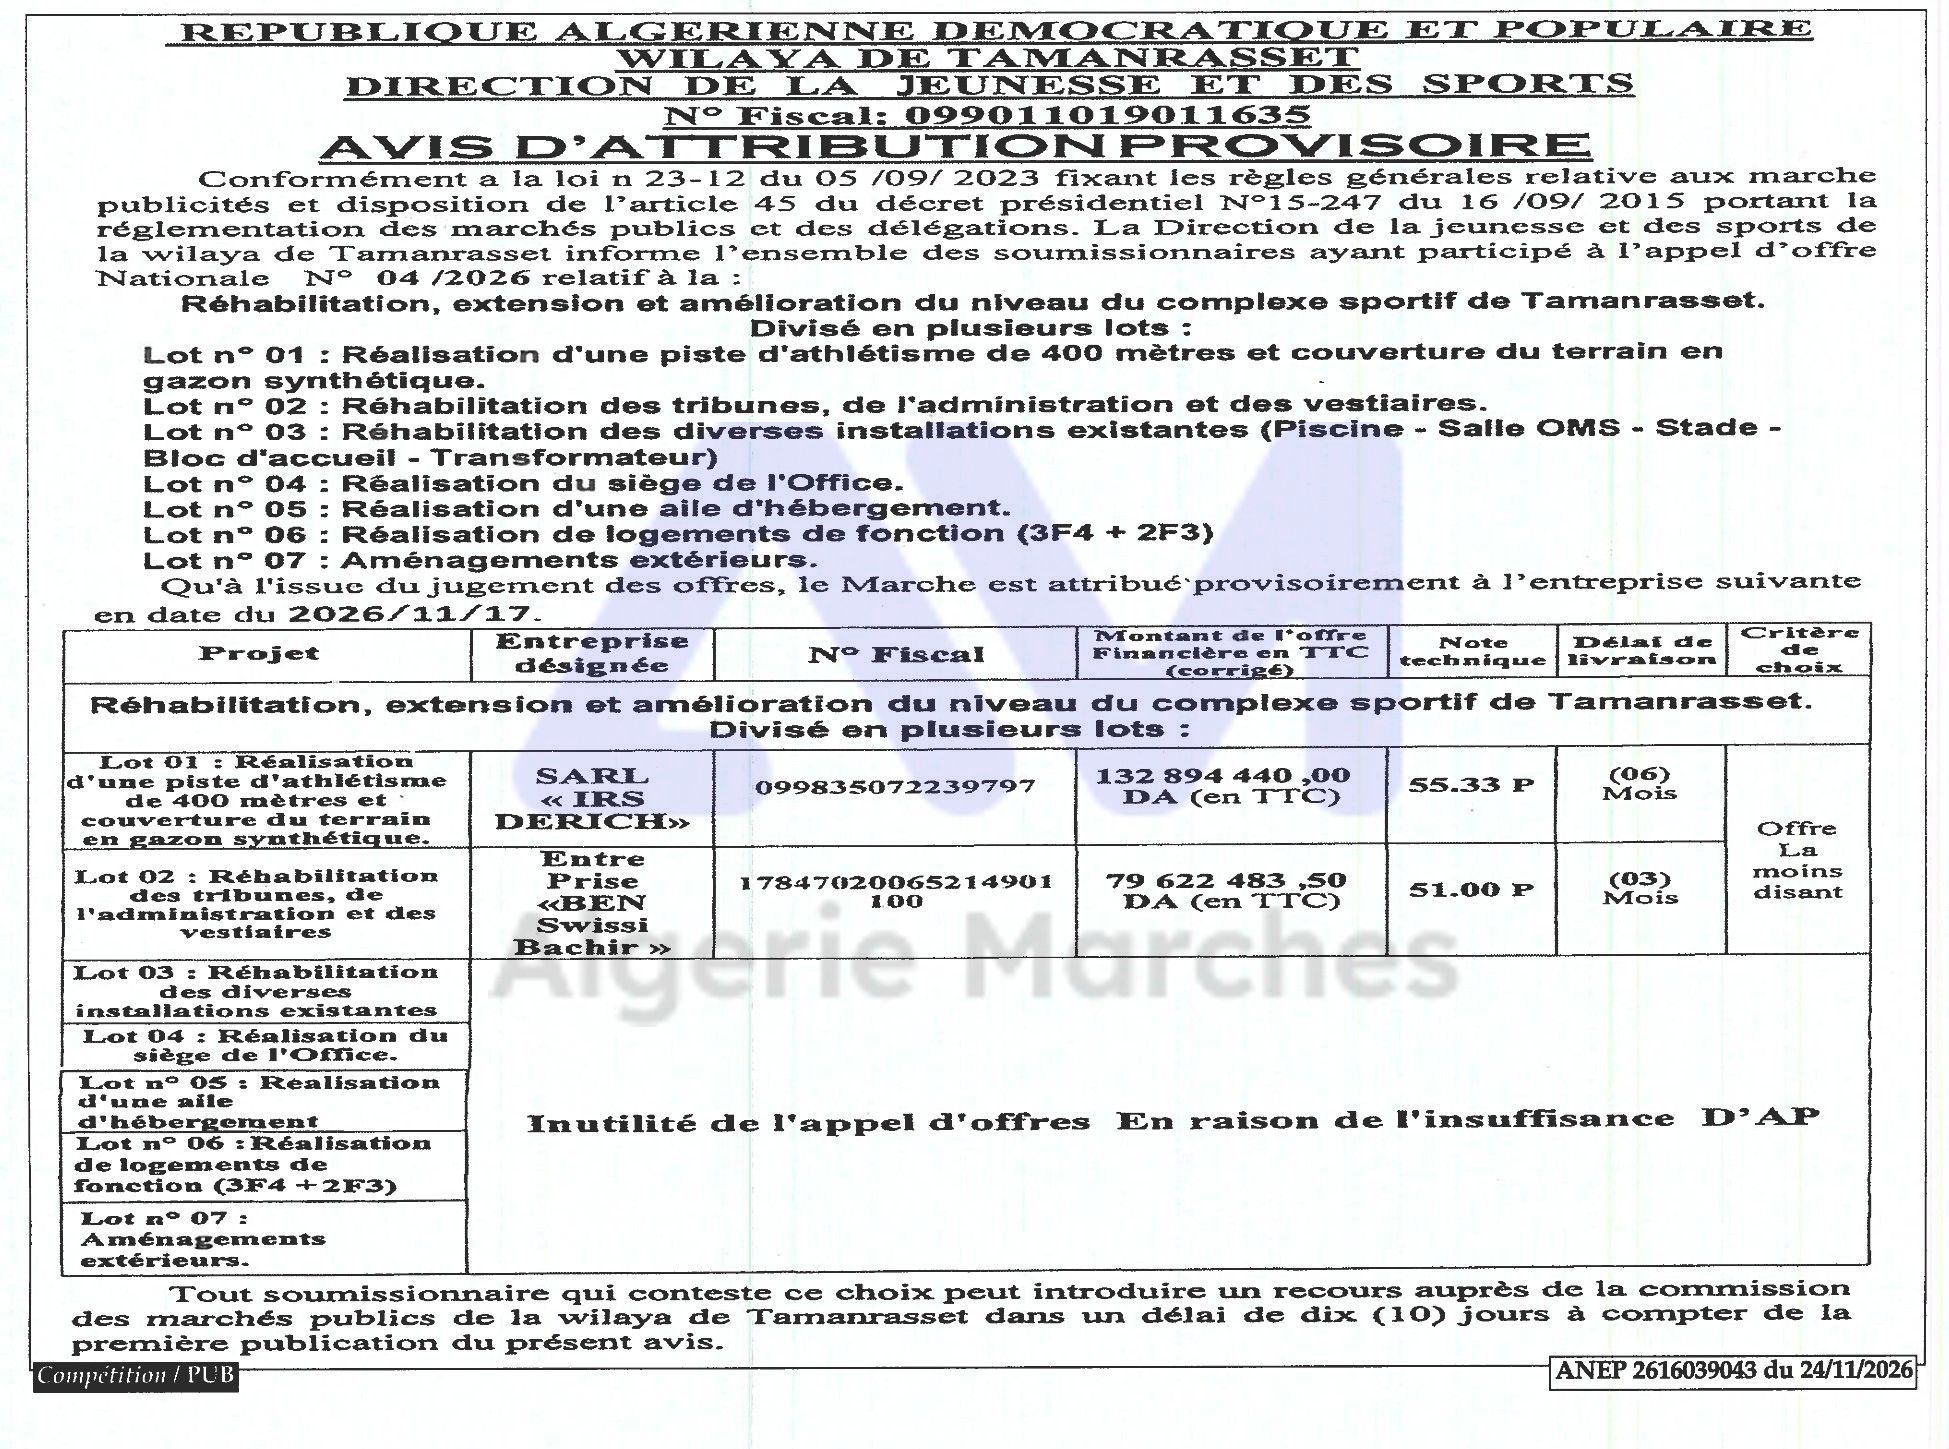 REPUBLIQUE ALGERIENNE DEMOCRATIQUE ET POPULAIRE
WILAYA DE TAMANRASSET
DIRECTION DE LA JEUNESSE ET DES SPORTS
N° Fiscal: 099011019011635
AVIS D'ATTRIBUTION PROVISOIRE
Conformément a la loi n 23-12 du 05 /09/ 2023 fixant les règles générales relative aux marche
publicités et disposition de l'article 45 du décret présidentiel N°15-247 du 16 /09/ 2015 portant la
réglementation des marchés publics et des délégations. La Direction de la jeunesse et des sports de
la wilaya de Tamanrasset informe l'ensemble des soumissionnaires ayant participé à l'appel d'offre
Nationale N° 04 /2026 relatif à la :
Réhabilitation, extension et amélioration du niveau du complexe sportif de Tamanrasset.
Divisé en plusieurs lots :
Lot n° 01 : Réalisation d'une piste d'athlétisme de 400 mètres et couverture du terrain en
gazon synthétique.
Lot n° 02 : Réhabilitation des tribunes, de l'administration et des vestiaires.
Lot n° 03 : Réhabilitation des diverses installations existantes (Piscine - Salle OMS - Stade -
Bloc d'accueil - Transformateur)
Lot n° 04 : Réalisation du siège de l'Office.
Lot n° 05 : Réalisation d'une aile d'hébergement.
Lot n° 06 : Réalisation de logements de fonction (3F4 + 2F3)
Lot n° 07 : Aménagements extérieurs.
Qu'à l'issue du jugement des offres, le Marche est attribué provisoirement à l'entreprise suivante
en date du 2026/11/17.
Projet
Entreprise
désignée
N° Fiscal
Montant de l'offre
Financière en TTC
(corrigé)
Note
technique
Délai de
livraison
Critère
de
choix
Réhabilitation, extension et amélioration du niveau du complexe sportif de Tamanrasset.
Divisé en plusieurs lots :
Lot 01 : Réalisation
d'une piste d'athlétisme
de 400 mètres et
couverture du terrain
en gazon synthétique.
SARL
« IRS
DERICH»
099835072239797
132 894 440 ,00
DA (en TTC)
55.33 P
(06)
Mois
Offre
La
moins
disant
Lot 02 : Réhabilitation
des tribunes, de
l'administration et des
vestiaires
Entre
Prise
«BEN
Swissi
Bachir »
17847020065214901
100
79 622 483 ,50
DA (en TTC)
51.00 P
(03)
Mois
Lot 03 : Réhabilitation
des diverses
installations existantes
Lot 04 : Réalisation du
siège de l'Office.
Lot n° 05 : Realisation
d'une aile
d'hébergement
Lot n° 06 : Réalisation
de logements de
fonction (3F4 + 2F3)
Lot n° 07 :
Aménagements
extérieurs.
Inutilité de l'appel d'offres En raison de l'insuffisance D'AP
Tout soumissionnaire qui conteste ce choix peut introduire un recours auprès de la commission
des marchés publics de la wilaya de Tamanrasset dans un délai de dix (10) jours à compter de la
première publication du présent avis.
Compétition / PUB
ANEP 2616039043 du 24/11/2026
AM
Algerie Marches